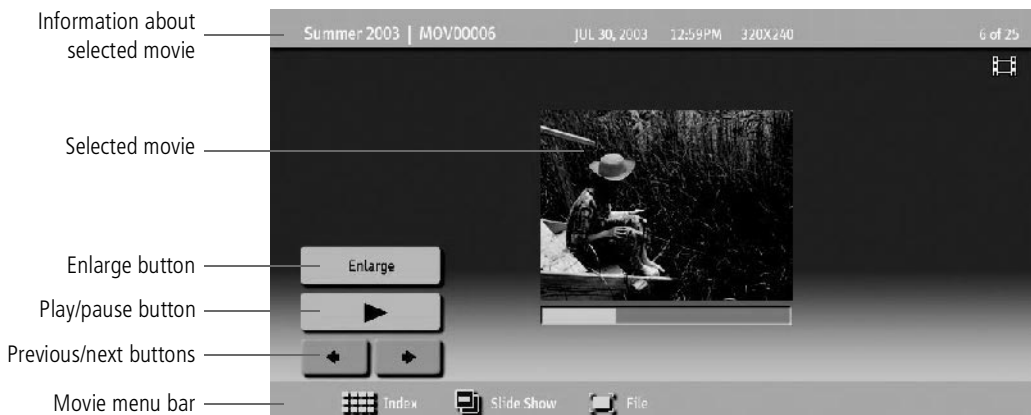 Information about
selected movie
Summer 2003 | MOV00006 JUL 30, 2003 12:59PM 320X240 6 of 25
Selected movie
Enlarge button
Enlarge
Play/pause button
Previous/next buttons
Movie menu bar
Index Slide Show File